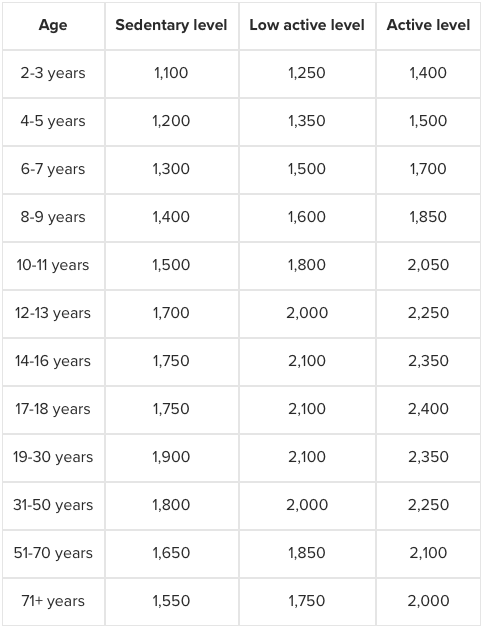 Age Sedentary level Low active level Active level
2-3 years 1,100 1,250 1,400
4-5 years 1,200 1,350 1,500
6-7 years 1,300 1,500 1,700
8-9 years 1,400 1,600 1,850
10-11 years 1,500 1,800 2,050
12-13 years 1,700 2,000 2,250
14-16 years 1,750 2,100 2,350
17-18 years 1,750 2,100 2,400
19-30 years 1,900 2,100 2,350
31-50 years 1,800 2,000 2,250
51-70 years 1,650 1,850 2,100
71+ years 1,550 1,750 2,000